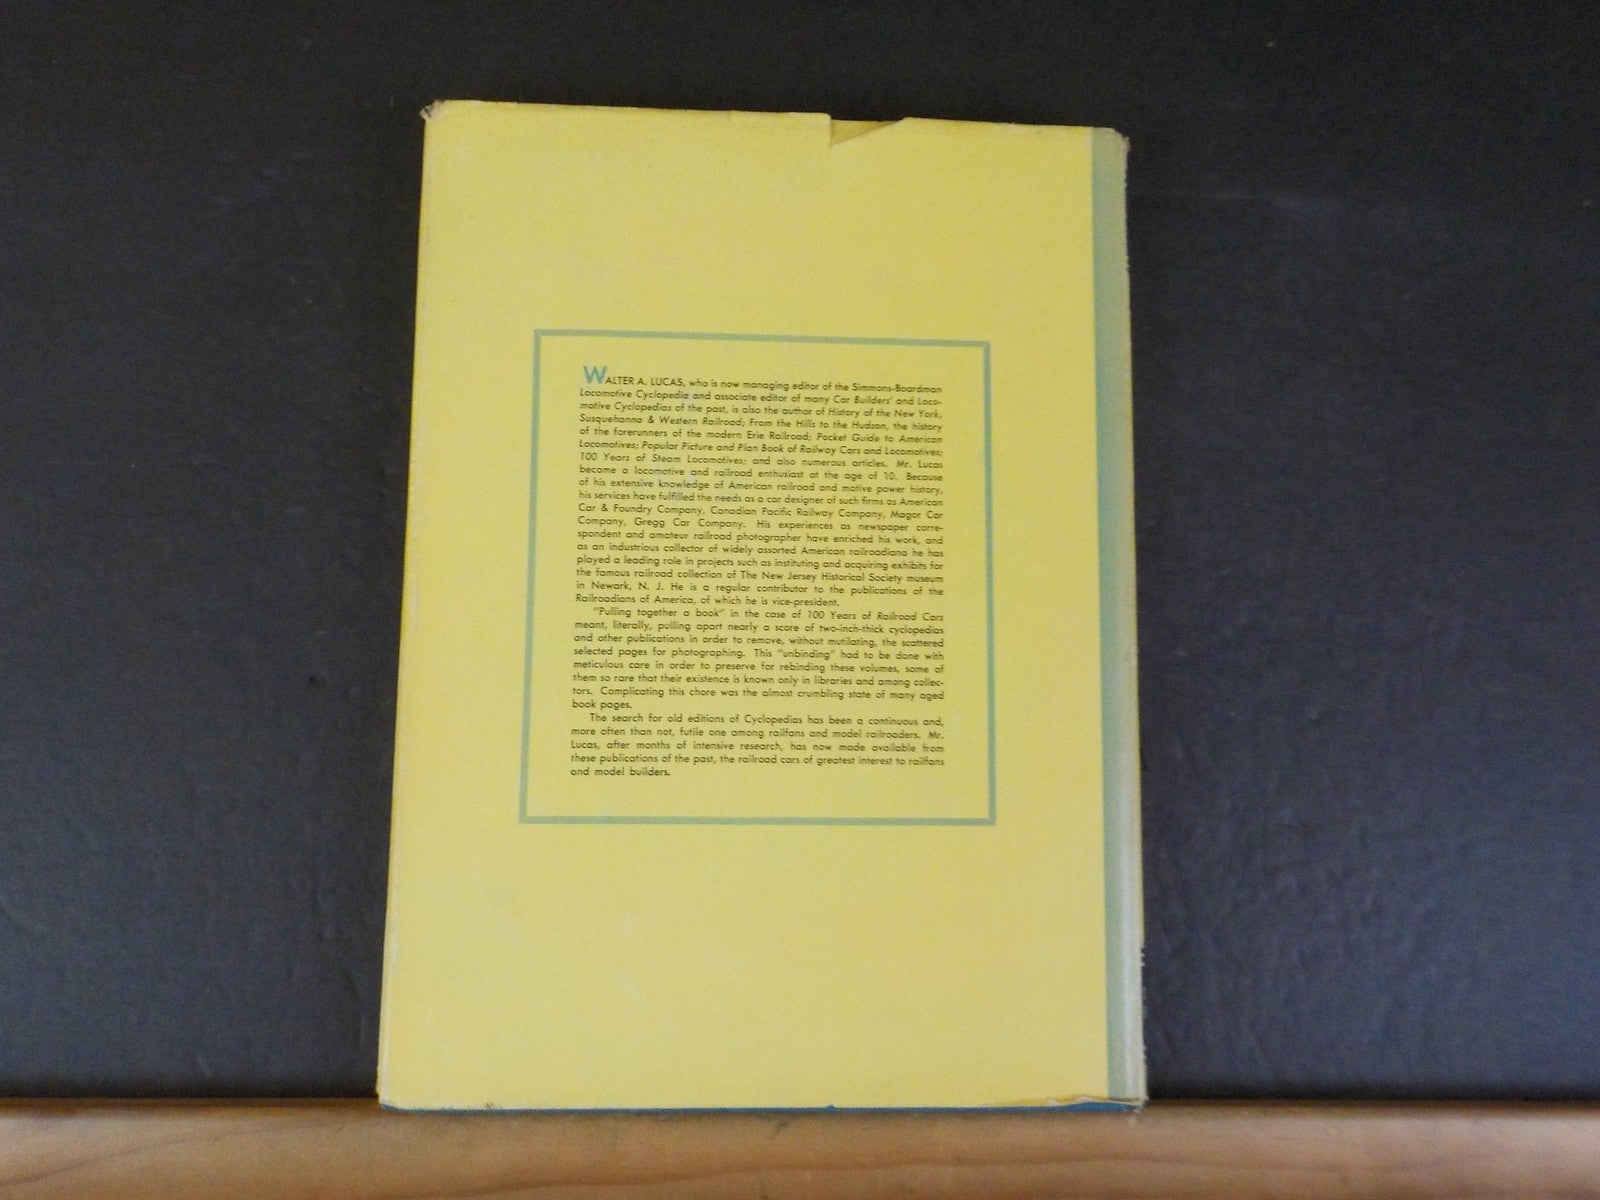 WALTER A. LUCAS, who is now managing editor of the Simmons-Boardman
Locomotive Cyclopedia and associate editor of many Car Builders' and Loco-
motive Cyclopedias of the past, is also the author of History of the New York,
Susquehanna & Western Railroad; From the Hills to the Hudson, the history
of the forerunners of the modern Erie Railroad; Pocket Guide to American
Locomotives; Popular Picture and Plan Book of Railway Cars and Locomotives;
100 Years of Steam Locomotives; and also numerous articles. Mr. Lucas
became a locomotive and railroad enthusiast at the age of 10. Because
of his extensive knowledge of American railroad and motive power history,
his services have fulfilled the needs as a car designer of such firms as American
Car & Foundry Company, Canadian Pacific Railway Company, Magor Car
Company, Gregg Car Company. His experiences as newspaper corre-
spondent and amateur railroad photographer have enriched his work, and
as an industrious collector of widely assorted American railroadiana he has
played a leading role in projects such as instituting and acquiring exhibits for
the famous railroad collection of The New Jersey Historical Society museum
in Newark, N. J. He is a regular contributor to the publications of the
Railroadians of America, of which he is vice-president.
"Pulling together a book" in the case of 100 Years of Railroad Cars
meant, literally, pulling apart nearly a score of two-inch-thick cyclopedias
and other publications in order to remove, without mutilating, the scattered
selected pages for photographing. This "unbinding" had to be done with
meticulous care in order to preserve for rebinding these volumes, some of
them so rare that their existence is known only in libraries and among collec-
tors. Complicating this chore was the almost crumbling state of many aged
book pages.
The search for old editions of Cyclopedias has been a continuous and,
more often than not, futile one among railfans and model railroaders. Mr.
Lucas, after months of intensive research, has now made available from
these publications of the past, the railroad cars of greatest interest to railfans
and model builders.